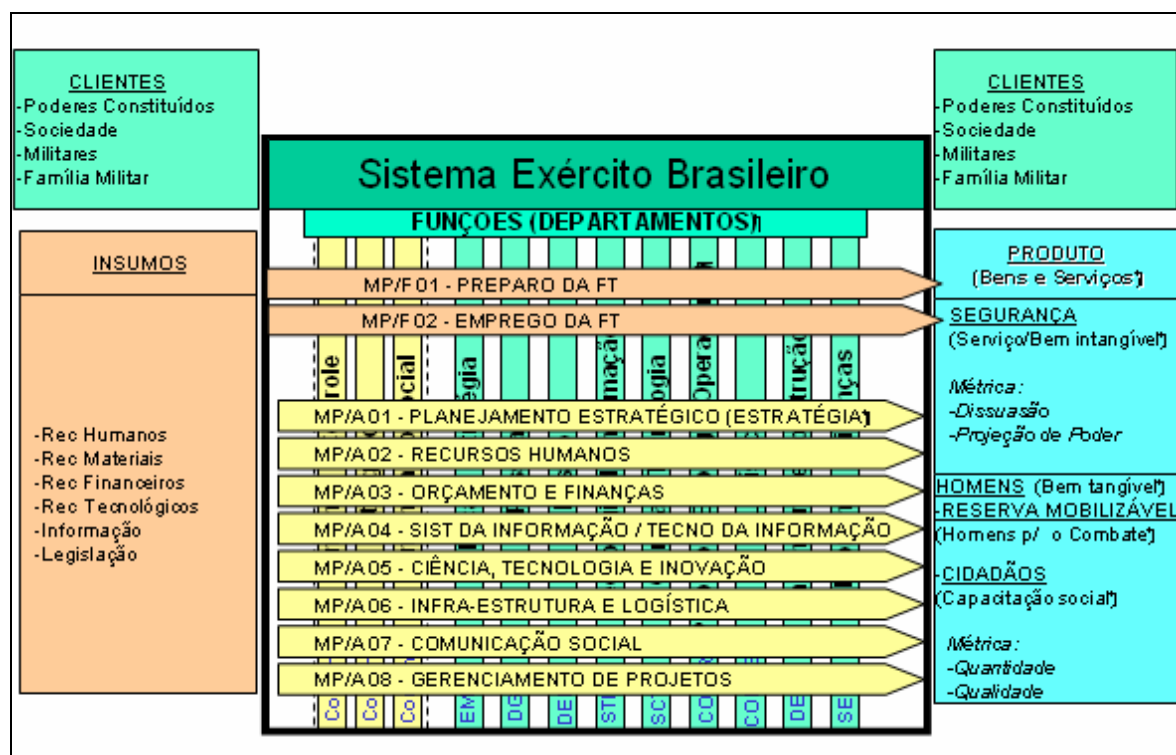 CLIENTES
-Poderes Constituídos
-Sociedade
-Militares
-Família Militar
INSUMOS
-Rec Humanos
-Rec Materiais
-Rec Financeiros
-Rec Tecnológicos
-Informação
-Legislação
Sistema Exército Brasileiro
FUNÇOES (DEPARTAMENTOS)
MP/F01 - PREPARO DA FT
MP/F02 - EMPREGO DA FT
MP/A01 - PLANEJAMENTO ESTRATÉGICO (ESTRATÉGIA)
MP/A02 - RECURSOS HUMANOS
MP/A03 - ORÇAMENTO E FINANÇAS
MP/A04 - SIST DA INFORMAÇÃO / TECNO DA INFORMAÇÃO
MP/A05 - CIÊNCIA, TECNOLOGIA E INOVAÇÃO
MP/A06 - INFRA-ESTRUTURA E LOGÍSTICA
MP/A07 - COMUNICAÇÃO SOCIAL
MP/A08 - GERENCIAMENTO DE PROJETOS
CLIENTES
-Poderes Constituídos
-Sociedade
-Militares
-Família Militar
PRODUTO
(Bens e Serviços)
SEGURANÇA
(Serviço/Bem intangível)
Métrica:
-Dissuasão
-Projeção de Poder
HOMENS (Bem tangível)
-RESERVA MOBILIZÁVEL
(Homens p/ o Combate)
-CIDADÃOS
(Capacitação social)
Métrica:
-Quantidade
-Qualidade